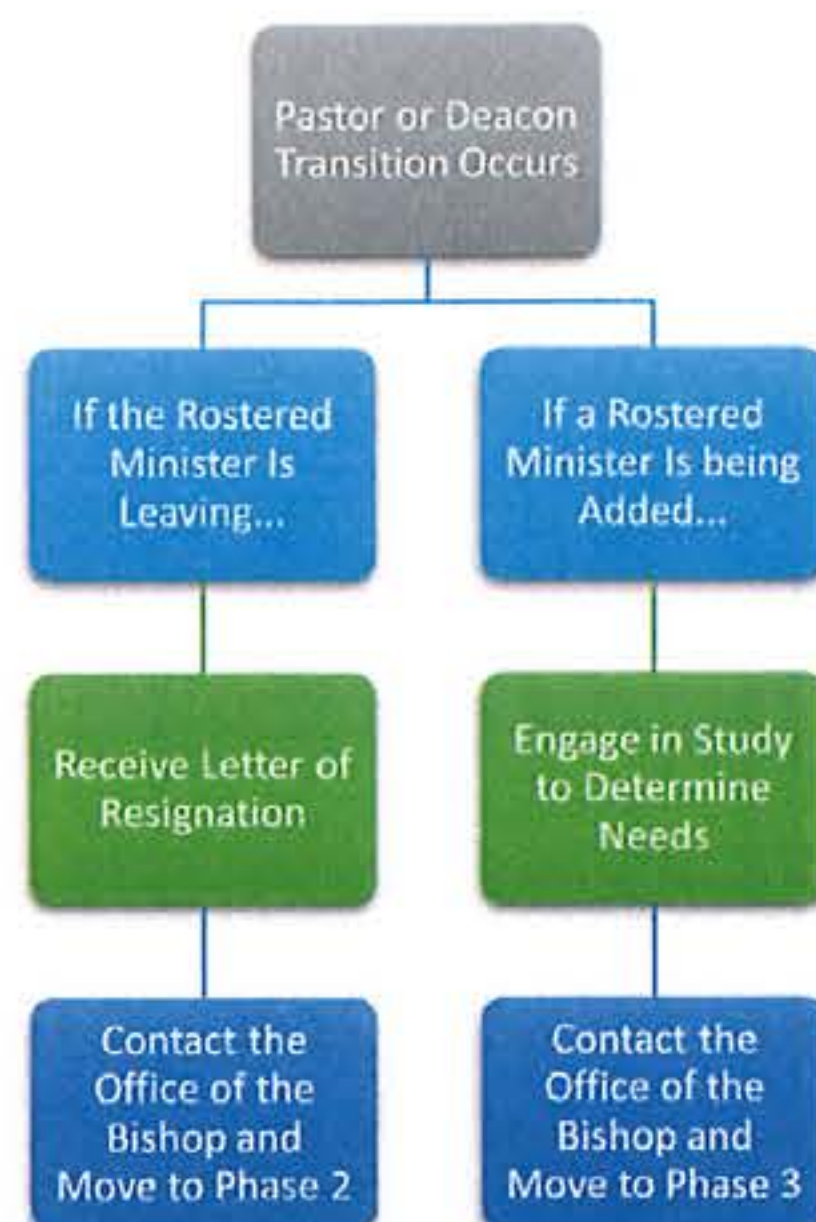 Pastor or Deacon
Transition Occurs
If the Rostered
Minister Is
Leaving...
Receive Letter of
Resignation
Contact the
Office of the
Bishop and
Move to Phase 2
If a Rostered
Minister Is being
Added...
Engage in Study
to Determine
Needs
Contact the
Office of the
Bishop and
Move to Phase 3